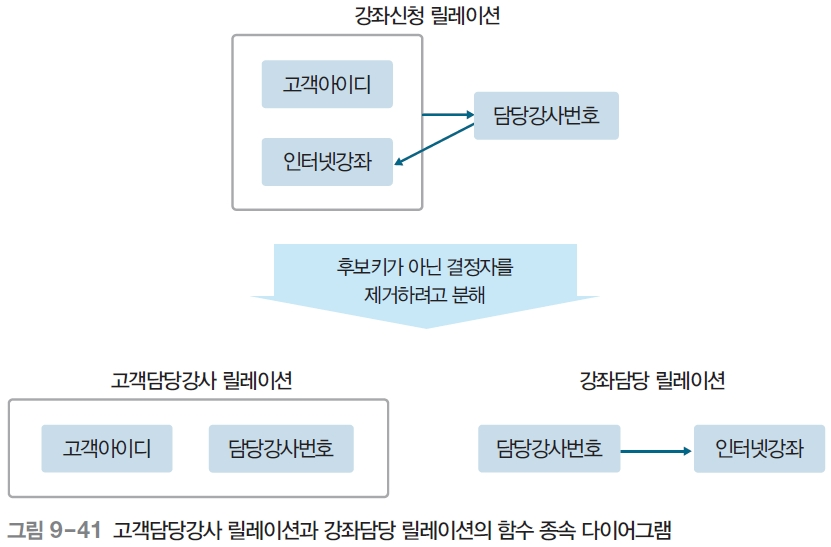 강좌신청 릴레이션
고객아이디
담당강사번호
인터넷강좌
후보키가 아닌 결정자를
제거하려고 분해
고객담당강사 릴레이션
강좌담당 릴레이션
고객아이디
담당강사번호
담당강사번호
인터넷강좌
그림 9-41 고객담당강사 릴레이션과 강좌담당 릴레이션의 함수 종속 다이어그램